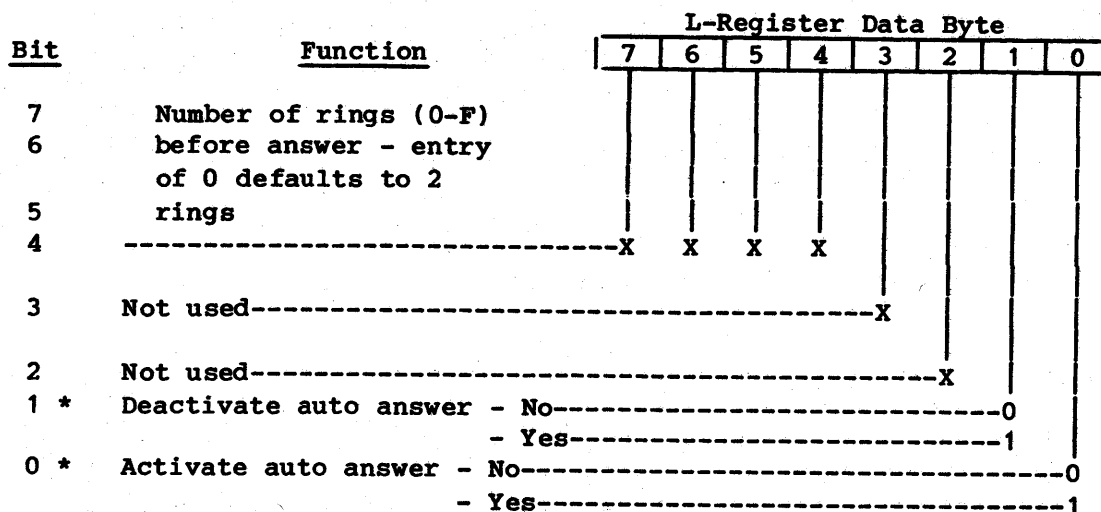 L-Register Data Byte
Bit Function 7 6 5 4 3 2 1 0
7 Number of rings (0-F)
6 before answer - entry
of 0 defaults to 2
5 rings
4 ------------------------------X X X X
3 Not used--------------------------------------X
2 Not used------------------------------------------X
1 * Deactivate auto answer - No---------------------------0
- Yes--------------------------1
0 * Activate auto answer - No---------------------------------0
- Yes--------------------------------1